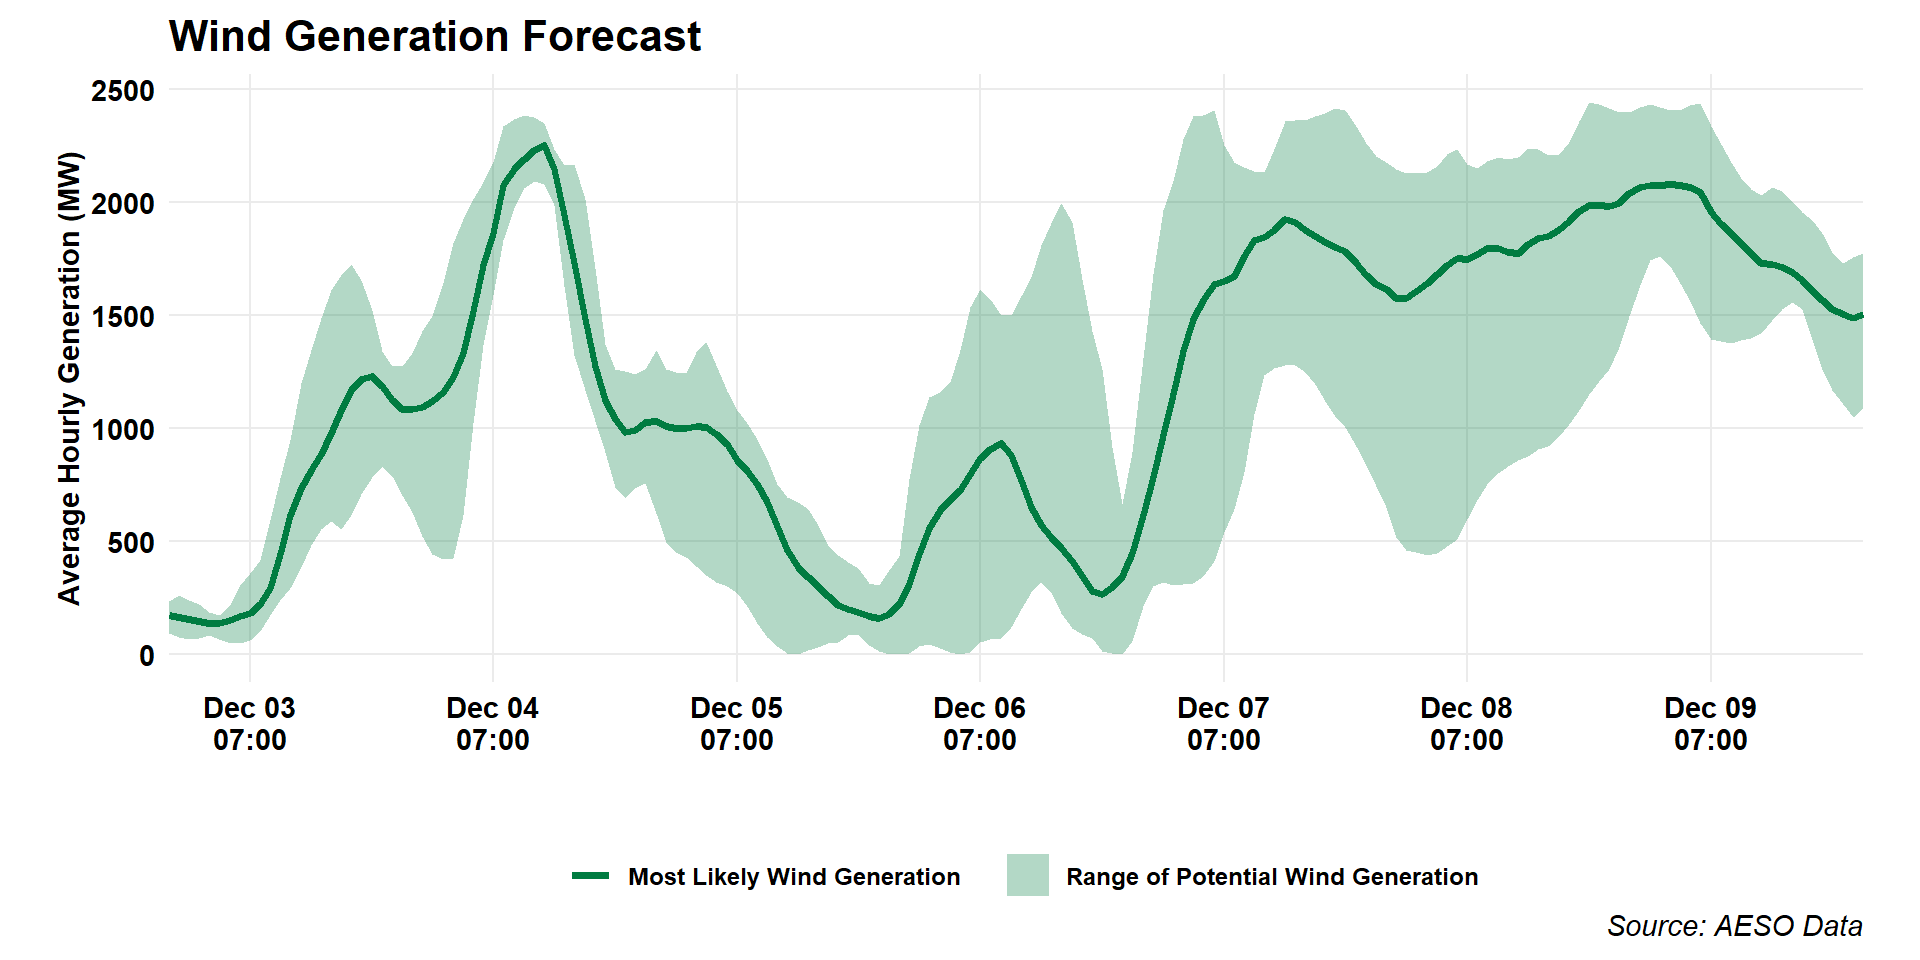 Wind Generation Forecast
Average Hourly Generation (MW)
2500
2000
1500
1000
500
0
Dec 03
07:00
Dec 04
07:00
Dec 05
07:00
Dec 06
07:00
Dec 07
07:00
Dec 08
07:00
Dec 09
07:00
Most Likely Wind Generation
Range of Potential Wind Generation
Source: AESO Data